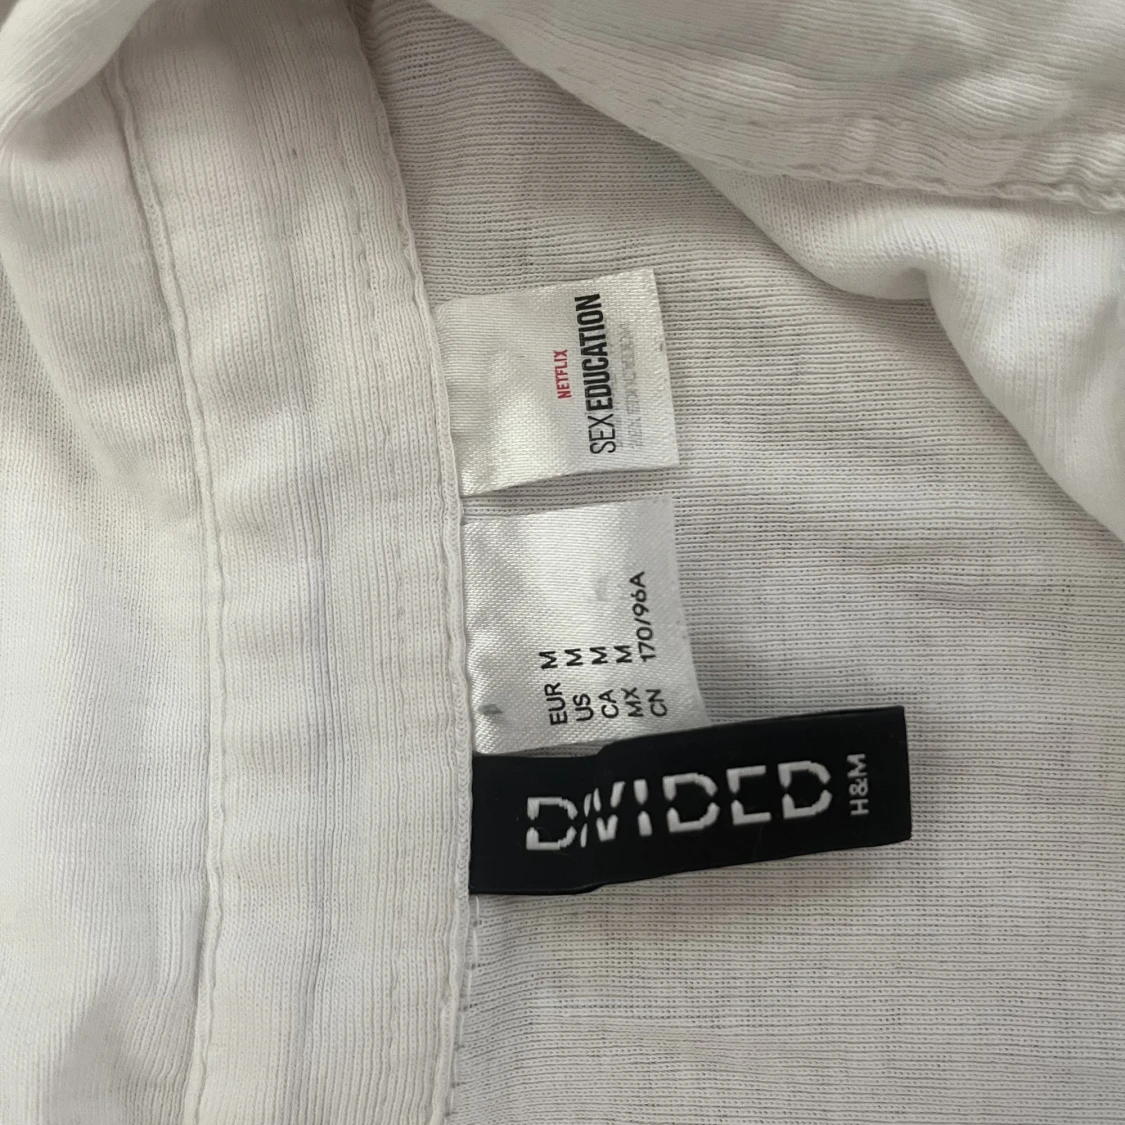 NETFLIX
SEX EDUCATION
EUR M
US M
CA M
MX M
CN 170/96A
DIVIDED
H&M